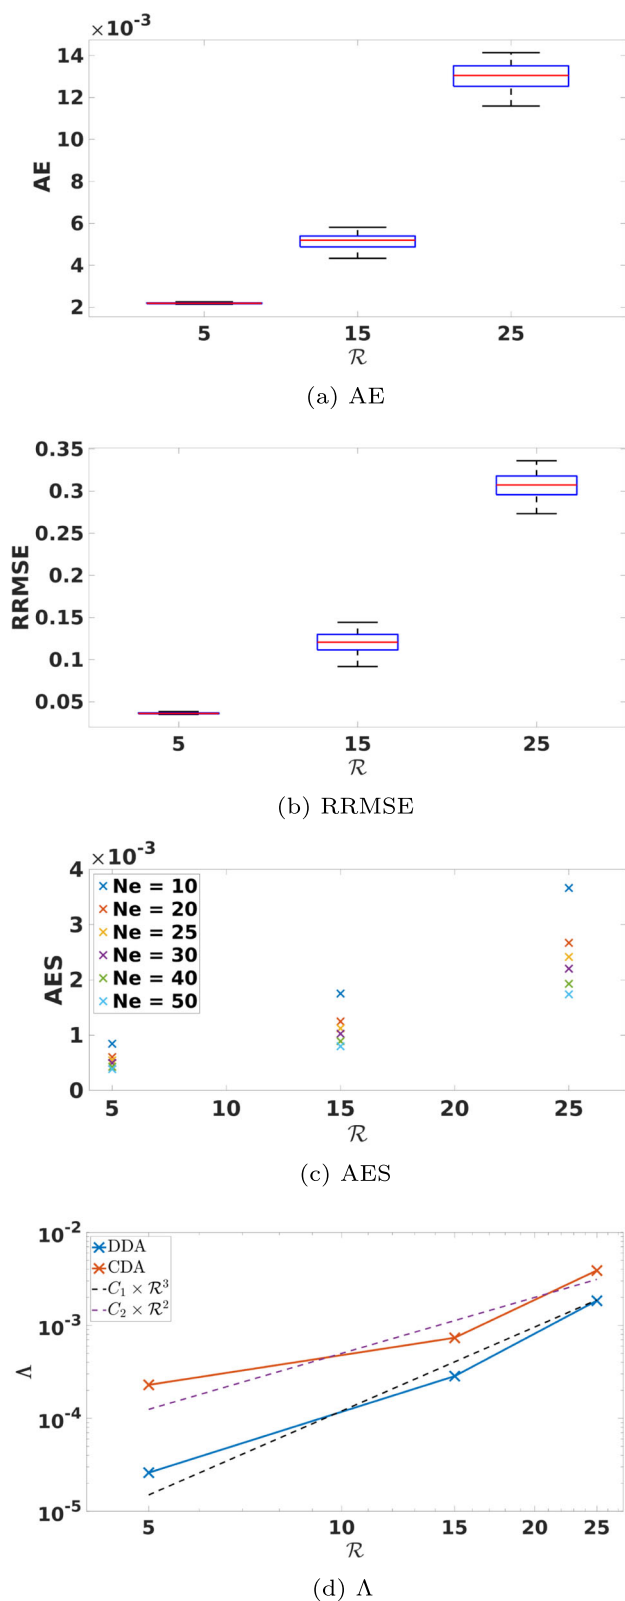 ×10⁻³
14
12
10
8
6
4
2
AE
5 15 25
ℛ
(a) AE
0.35
0.3
0.25
0.2
0.15
0.1
0.05
RRMSE
5 15 25
ℛ
(b) RRMSE
×10⁻³
4
3
2
1
0
AES
Ne = 10
Ne = 20
Ne = 25
Ne = 30
Ne = 40
Ne = 50
5 10 15 20 25
ℛ
(c) AES
10⁻²
10⁻³
10⁻⁴
10⁻⁵
Λ
DDA
CDA
C₁ × ℛ³
C₂ × ℛ²
5 10 15 20 25
ℛ
(d) Λ